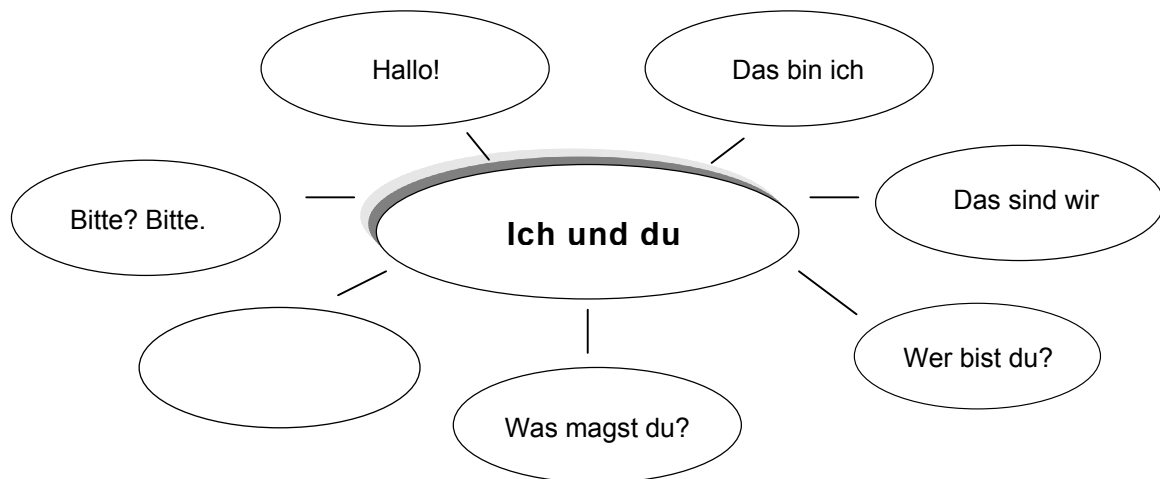 Hallo!
Das bin ich
Bitte? Bitte.
Das sind wir
Ich und du
Wer bist du?
Was magst du?